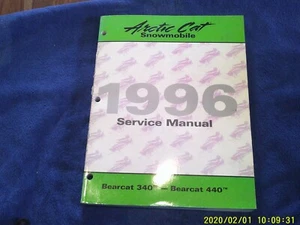 Arctic Cat
Snowmobile
1996
Service Manual
Bearcat 340™ – Bearcat 440™
2020/02/01 10:09:31